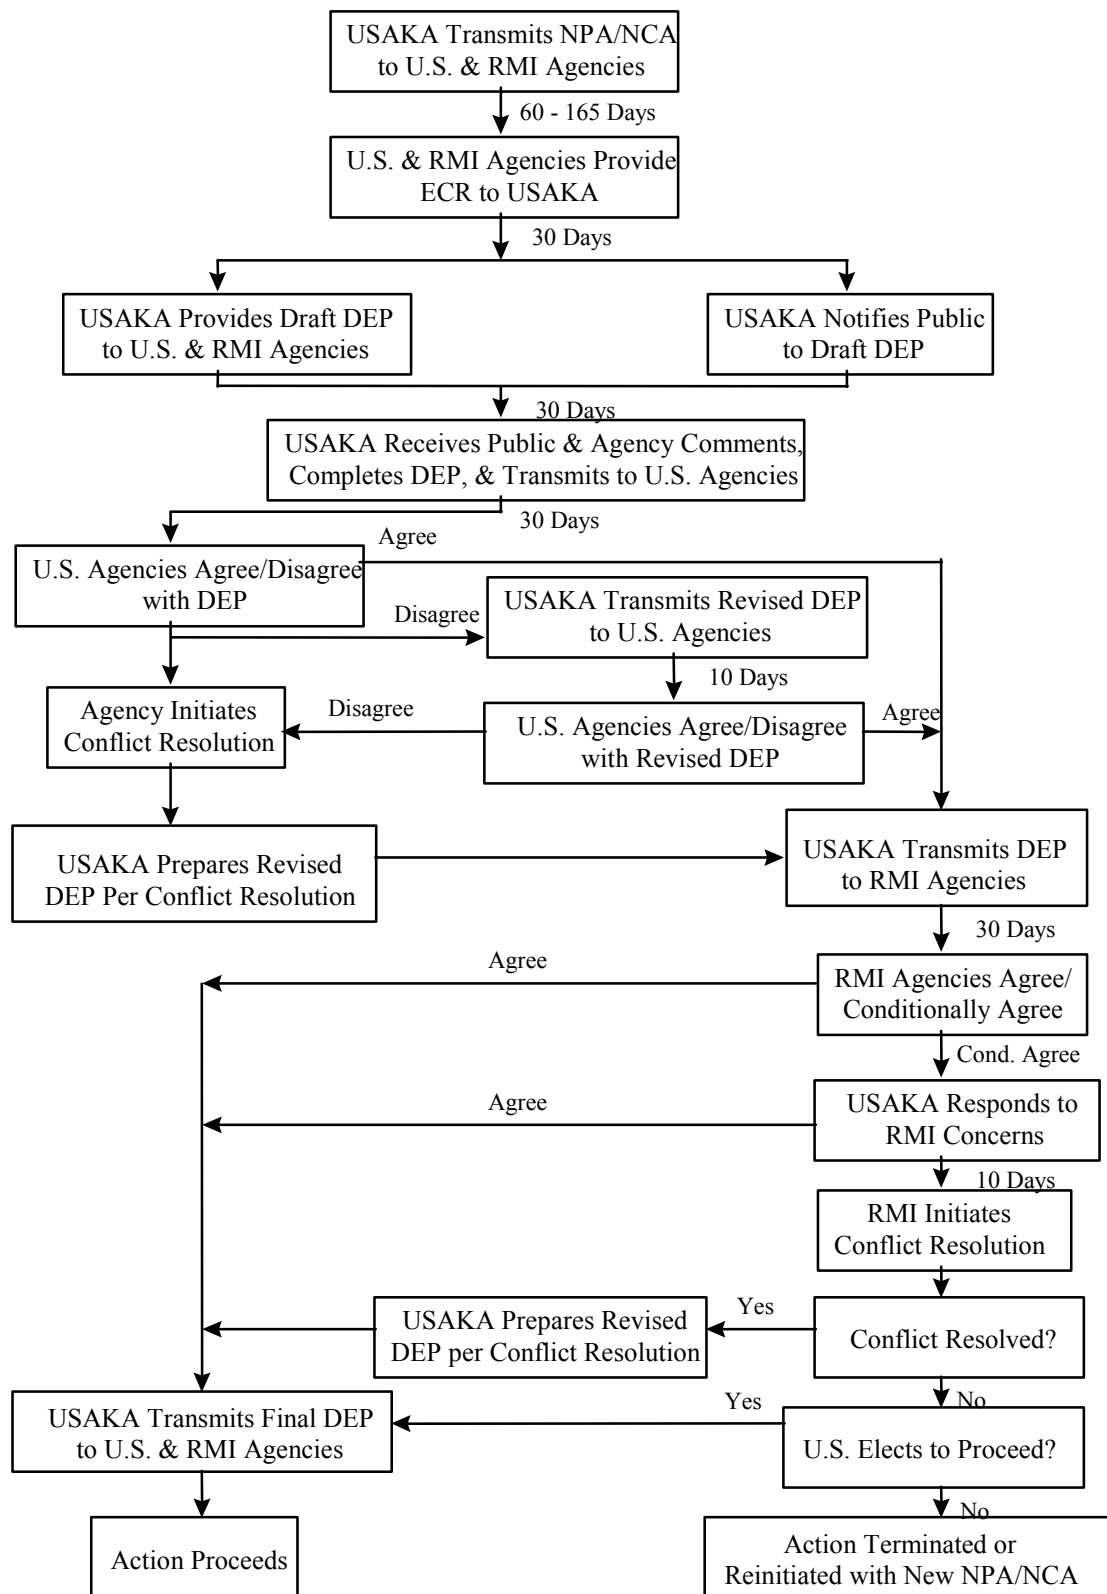 USAKA Transmits NPA/NCA
to U.S. & RMI Agencies
60 - 165 Days
U.S. & RMI Agencies Provide
ECR to USAKA
30 Days
USAKA Provides Draft DEP
to U.S. & RMI Agencies
USAKA Notifies Public
to Draft DEP
30 Days
USAKA Receives Public & Agency Comments,
Completes DEP, & Transmits to U.S. Agencies
30 Days
Agree
U.S. Agencies Agree/Disagree
with DEP
Disagree
USAKA Transmits Revised DEP
to U.S. Agencies
10 Days
Agency Initiates
Conflict Resolution
Disagree
U.S. Agencies Agree/Disagree
with Revised DEP
Agree
USAKA Prepares Revised
DEP Per Conflict Resolution
USAKA Transmits DEP
to RMI Agencies
30 Days
Agree
RMI Agencies Agree/
Conditionally Agree
Cond. Agree
Agree
USAKA Responds to
RMI Concerns
10 Days
RMI Initiates
Conflict Resolution
USAKA Prepares Revised
DEP per Conflict Resolution
Yes
Conflict Resolved?
No
USAKA Transmits Final DEP
to U.S. & RMI Agencies
Yes
U.S. Elects to Proceed?
No
Action Proceeds
Action Terminated or
Reinitiated with New NPA/NCA